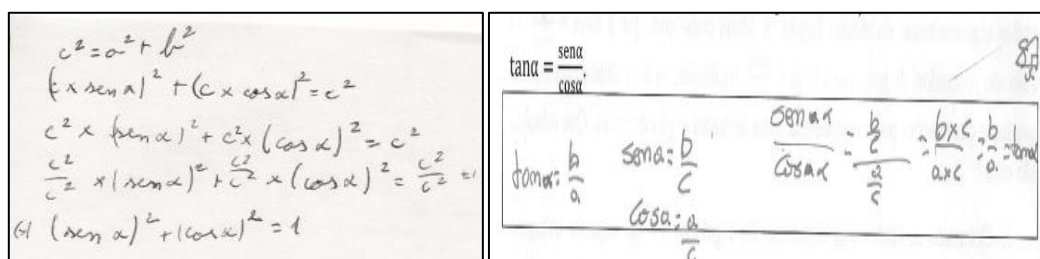 c² = a² + b²
(c × sen α)² + (c × cos α)² = c²
c² × (sen α)² + c² × (cos α)² = c²
c²/c² × (sen α)² + c²/c² × (cos α)² = c²/c² = 1
(=) (sen α)² + (cos α)² = 1
tanα = senα/cosα.
tanα = b/a senα = b/c senα/cosα = (b/c)/(a/c) = b×c/a×c = b/a = tanα
cosα = a/c